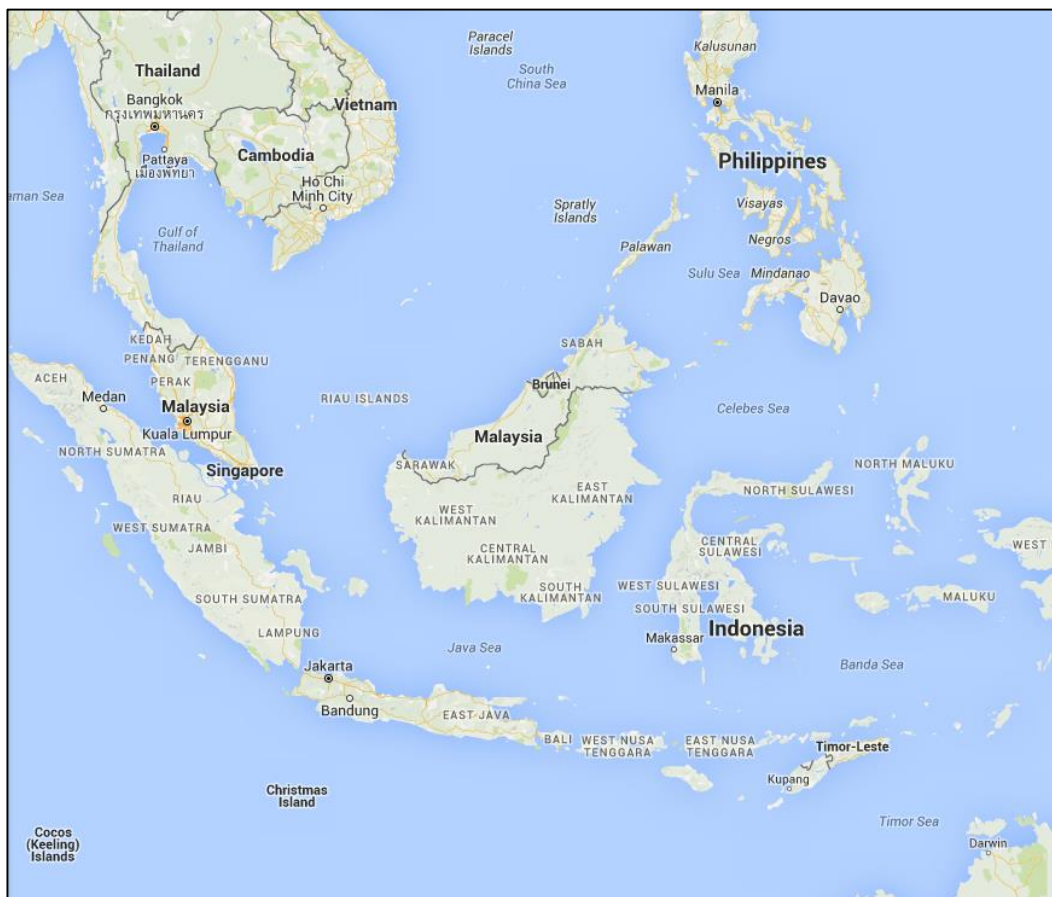 Paracel
Islands
South
China Sea
Kalusunan
Thailand
Bangkok
กรุงเทพมหานคร
Vietnam
Manila
Pattaya
เมืองพัทยา
Cambodia
Ho Chi
Minh City
Philippines
aman Sea
Gulf of
Thailand
Spratly
Islands
Visayas
Palawan
Negros
Sulu Sea
Mindanao
Davao
KEDAH
PENANG
TERENGGANU
PERAK
SABAH
ACEH
Medan
Malaysia
Kuala Lumpur
RIAU ISLANDS
Brunei
Celebes Sea
Malaysia
NORTH SUMATRA
Singapore
SARAWAK
NORTH MALUKU
RIAU
EAST
KALIMANTAN
NORTH SULAWESI
WEST
KALIMANTAN
WEST SUMATRA
JAMBI
CENTRAL
KALIMANTAN
CENTRAL
SULAWESI
WEST
SOUTH SUMATRA
SOUTH
KALIMANTAN
WEST SULAWESI
SOUTH SULAWESI
MALUKU
LAMPUNG
Makassar
Indonesia
Java Sea
Banda Sea
Jakarta
Bandung
EAST JAVA
BALI
WEST NUSA
TENGGARA
EAST NUSA
TENGGARA
Timor-Leste
Kupang
Christmas
Island
Timor Sea
Cocos
(Keeling)
Islands
Darwin